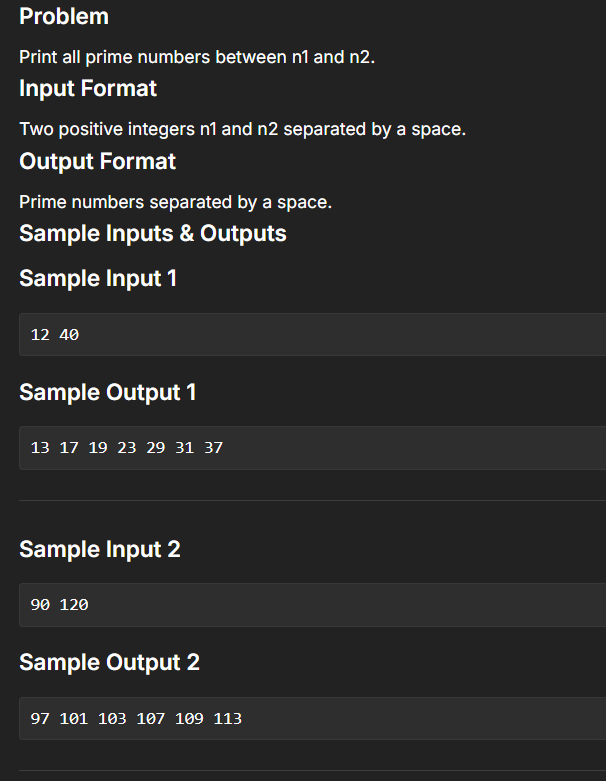 Problem
Print all prime numbers between n1 and n2.
Input Format
Two positive integers n1 and n2 separated by a space.
Output Format
Prime numbers separated by a space.
Sample Inputs & Outputs
Sample Input 1
12 40
Sample Output 1
13 17 19 23 29 31 37
Sample Input 2
90 120
Sample Output 2
97 101 103 107 109 113